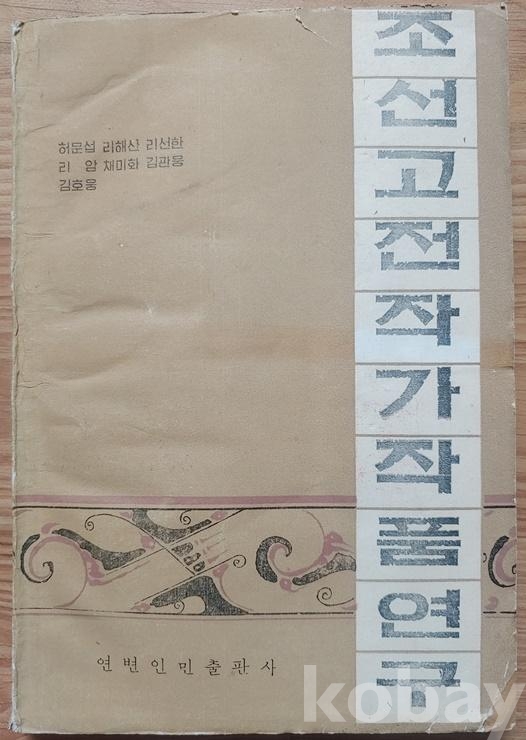 조선고전작가작품연구
허문섭 리해산 리선한
리 암 채미화 김관웅
김호웅
연변인민출판사
kobay